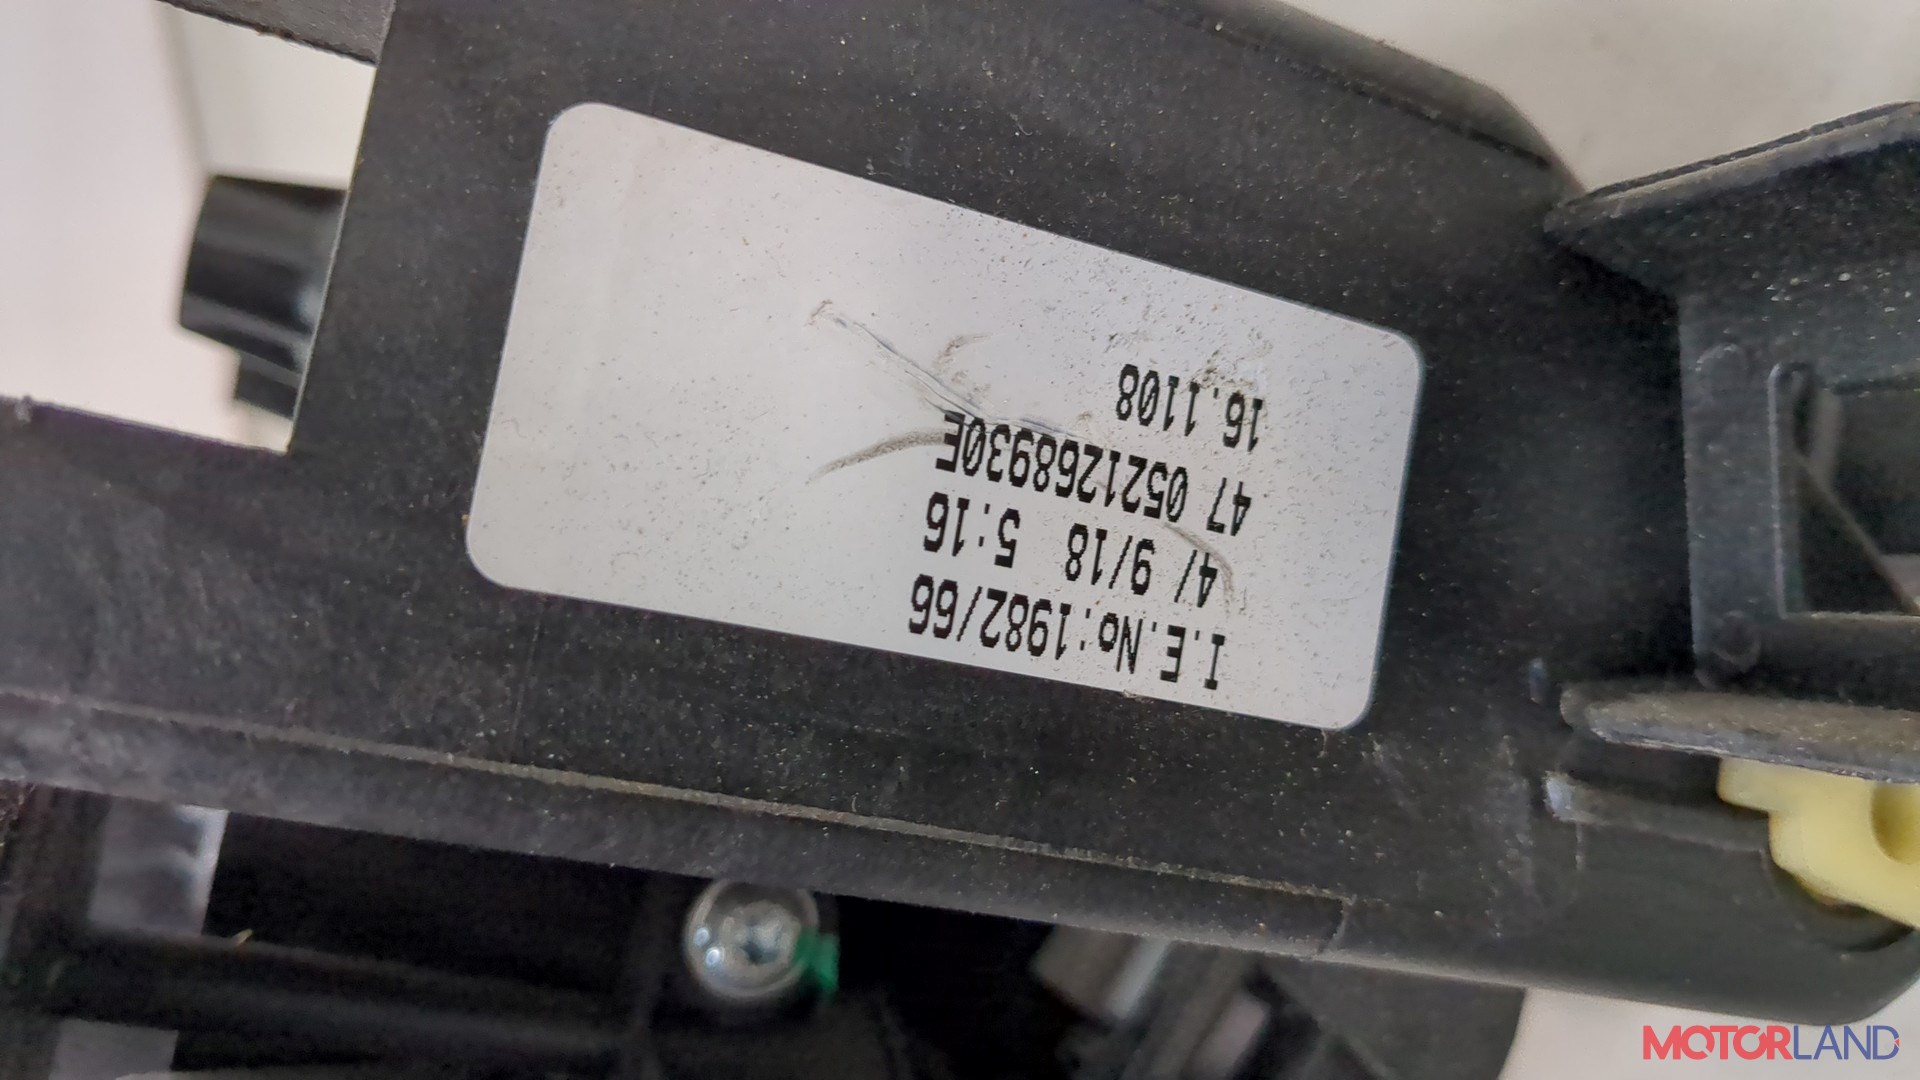 I.E.No:1982/66
4/ 9/18 5:16
47 0521268930E
16.1108
MOTORLAND